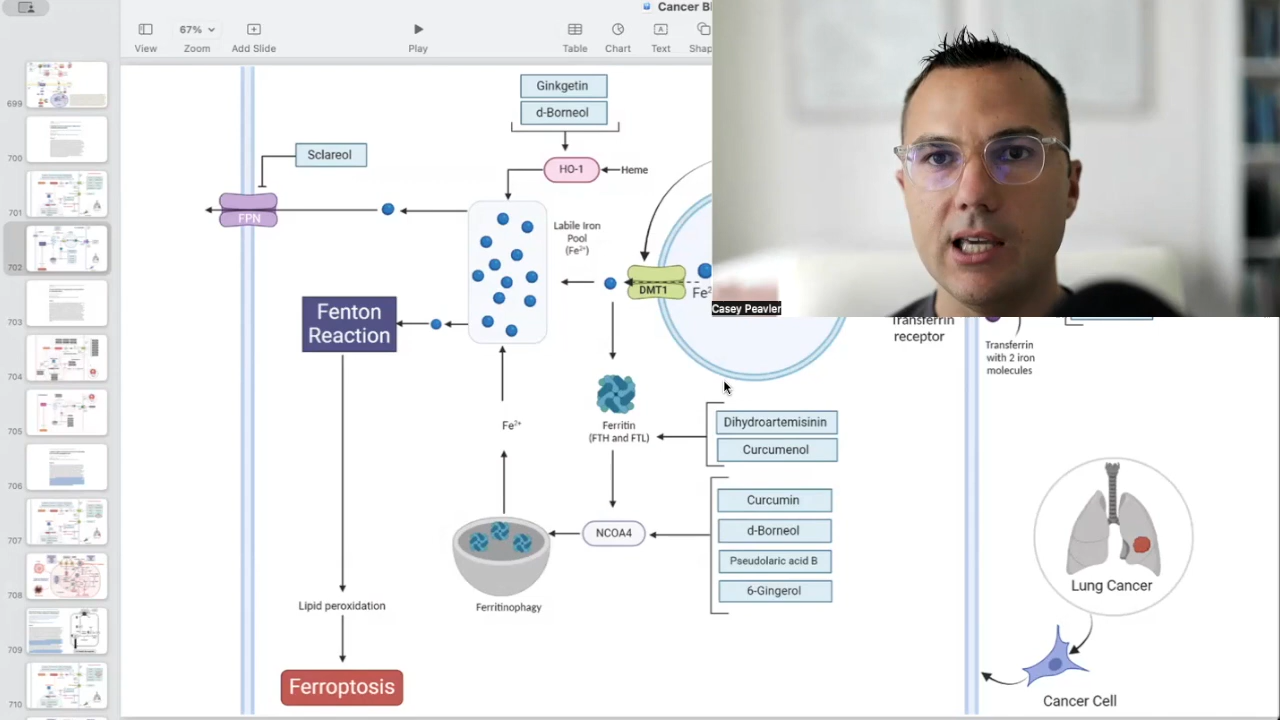 Cancer Bi
67%
View
Zoom
Add Slide
Play
Table
Chart
Text
Shap
699
700
701
702
703
704
705
706
707
708
709
710
Ginkgetin
d-Borneol
Sclareol
HO-1
Heme
FPN
Labile Iron
Pool
(Fe²⁺)
DMT1
Fe²
Casey Peavler
Fenton
Reaction
Transferrin
receptor
Transferrin
with 2 iron
molecules
Fe²⁺
Ferritin
(FTH and FTL)
Dihydroartemisinin
Curcumenol
Curcumin
d-Borneol
Pseudolaric acid B
6-Gingerol
NCOA4
Ferritinophagy
Lipid peroxidation
Ferroptosis
Lung Cancer
Cancer Cell